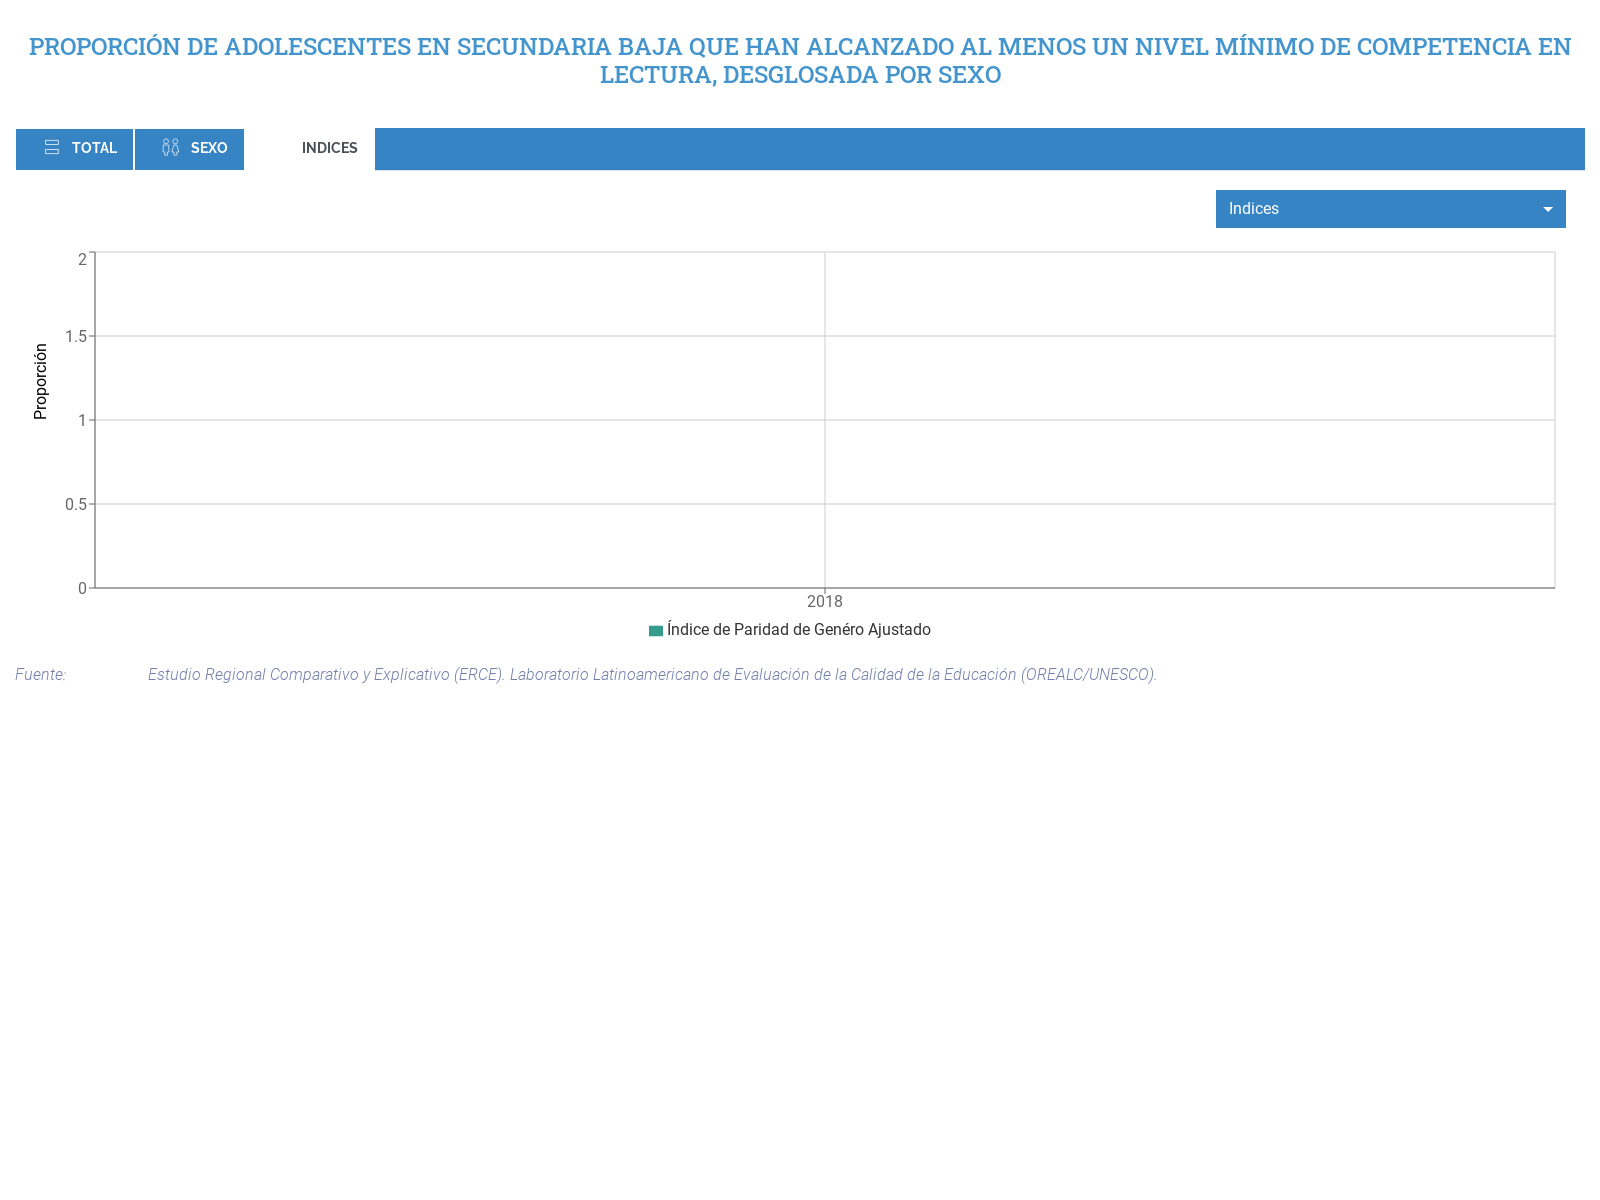 PROPORCIÓN DE ADOLESCENTES EN SECUNDARIA BAJA QUE HAN ALCANZADO AL MENOS UN NIVEL MÍNIMO DE COMPETENCIA EN
LECTURA, DESGLOSADA POR SEXO
TOTAL SEXO INDICES
Indices
2
1.5
1
0.5
0
Proporción
2018
Índice de Paridad de Genéro Ajustado
Fuente: Estudio Regional Comparativo y Explicativo (ERCE). Laboratorio Latinoamericano de Evaluación de la Calidad de la Educación (OREALC/UNESCO).